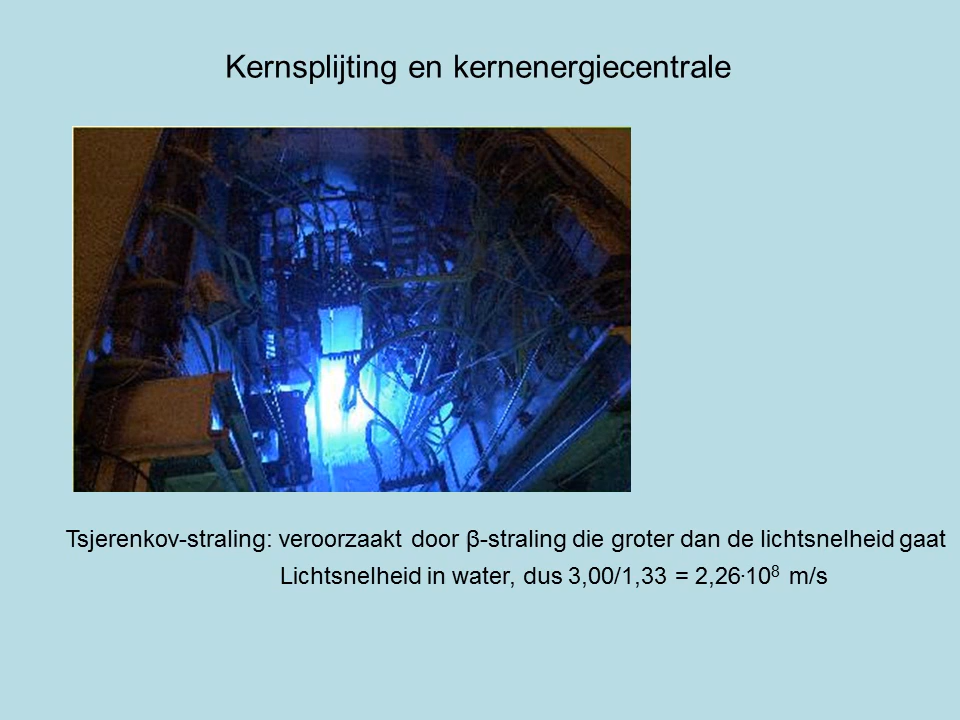 Kernsplijting en kernenergiecentrale
Tsjerenkov-straling: veroorzaakt door β-straling die groter dan de lichtsnelheid gaat
Lichtsnelheid in water, dus 3,00/1,33 = 2,26·10⁸ m/s